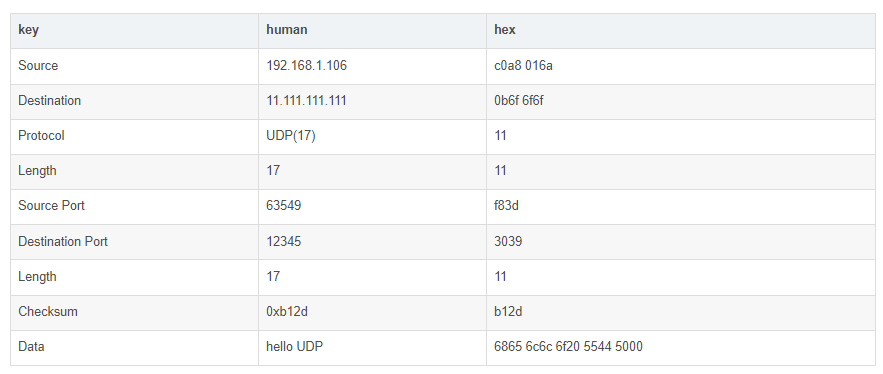 key human hex
Source 192.168.1.106 c0a8 016a
Destination 11.111.111.111 0b6f 6f6f
Protocol UDP(17) 11
Length 17 11
Source Port 63549 f83d
Destination Port 12345 3039
Length 17 11
Checksum 0xb12d b12d
Data hello UDP 6865 6c6c 6f20 5544 5000